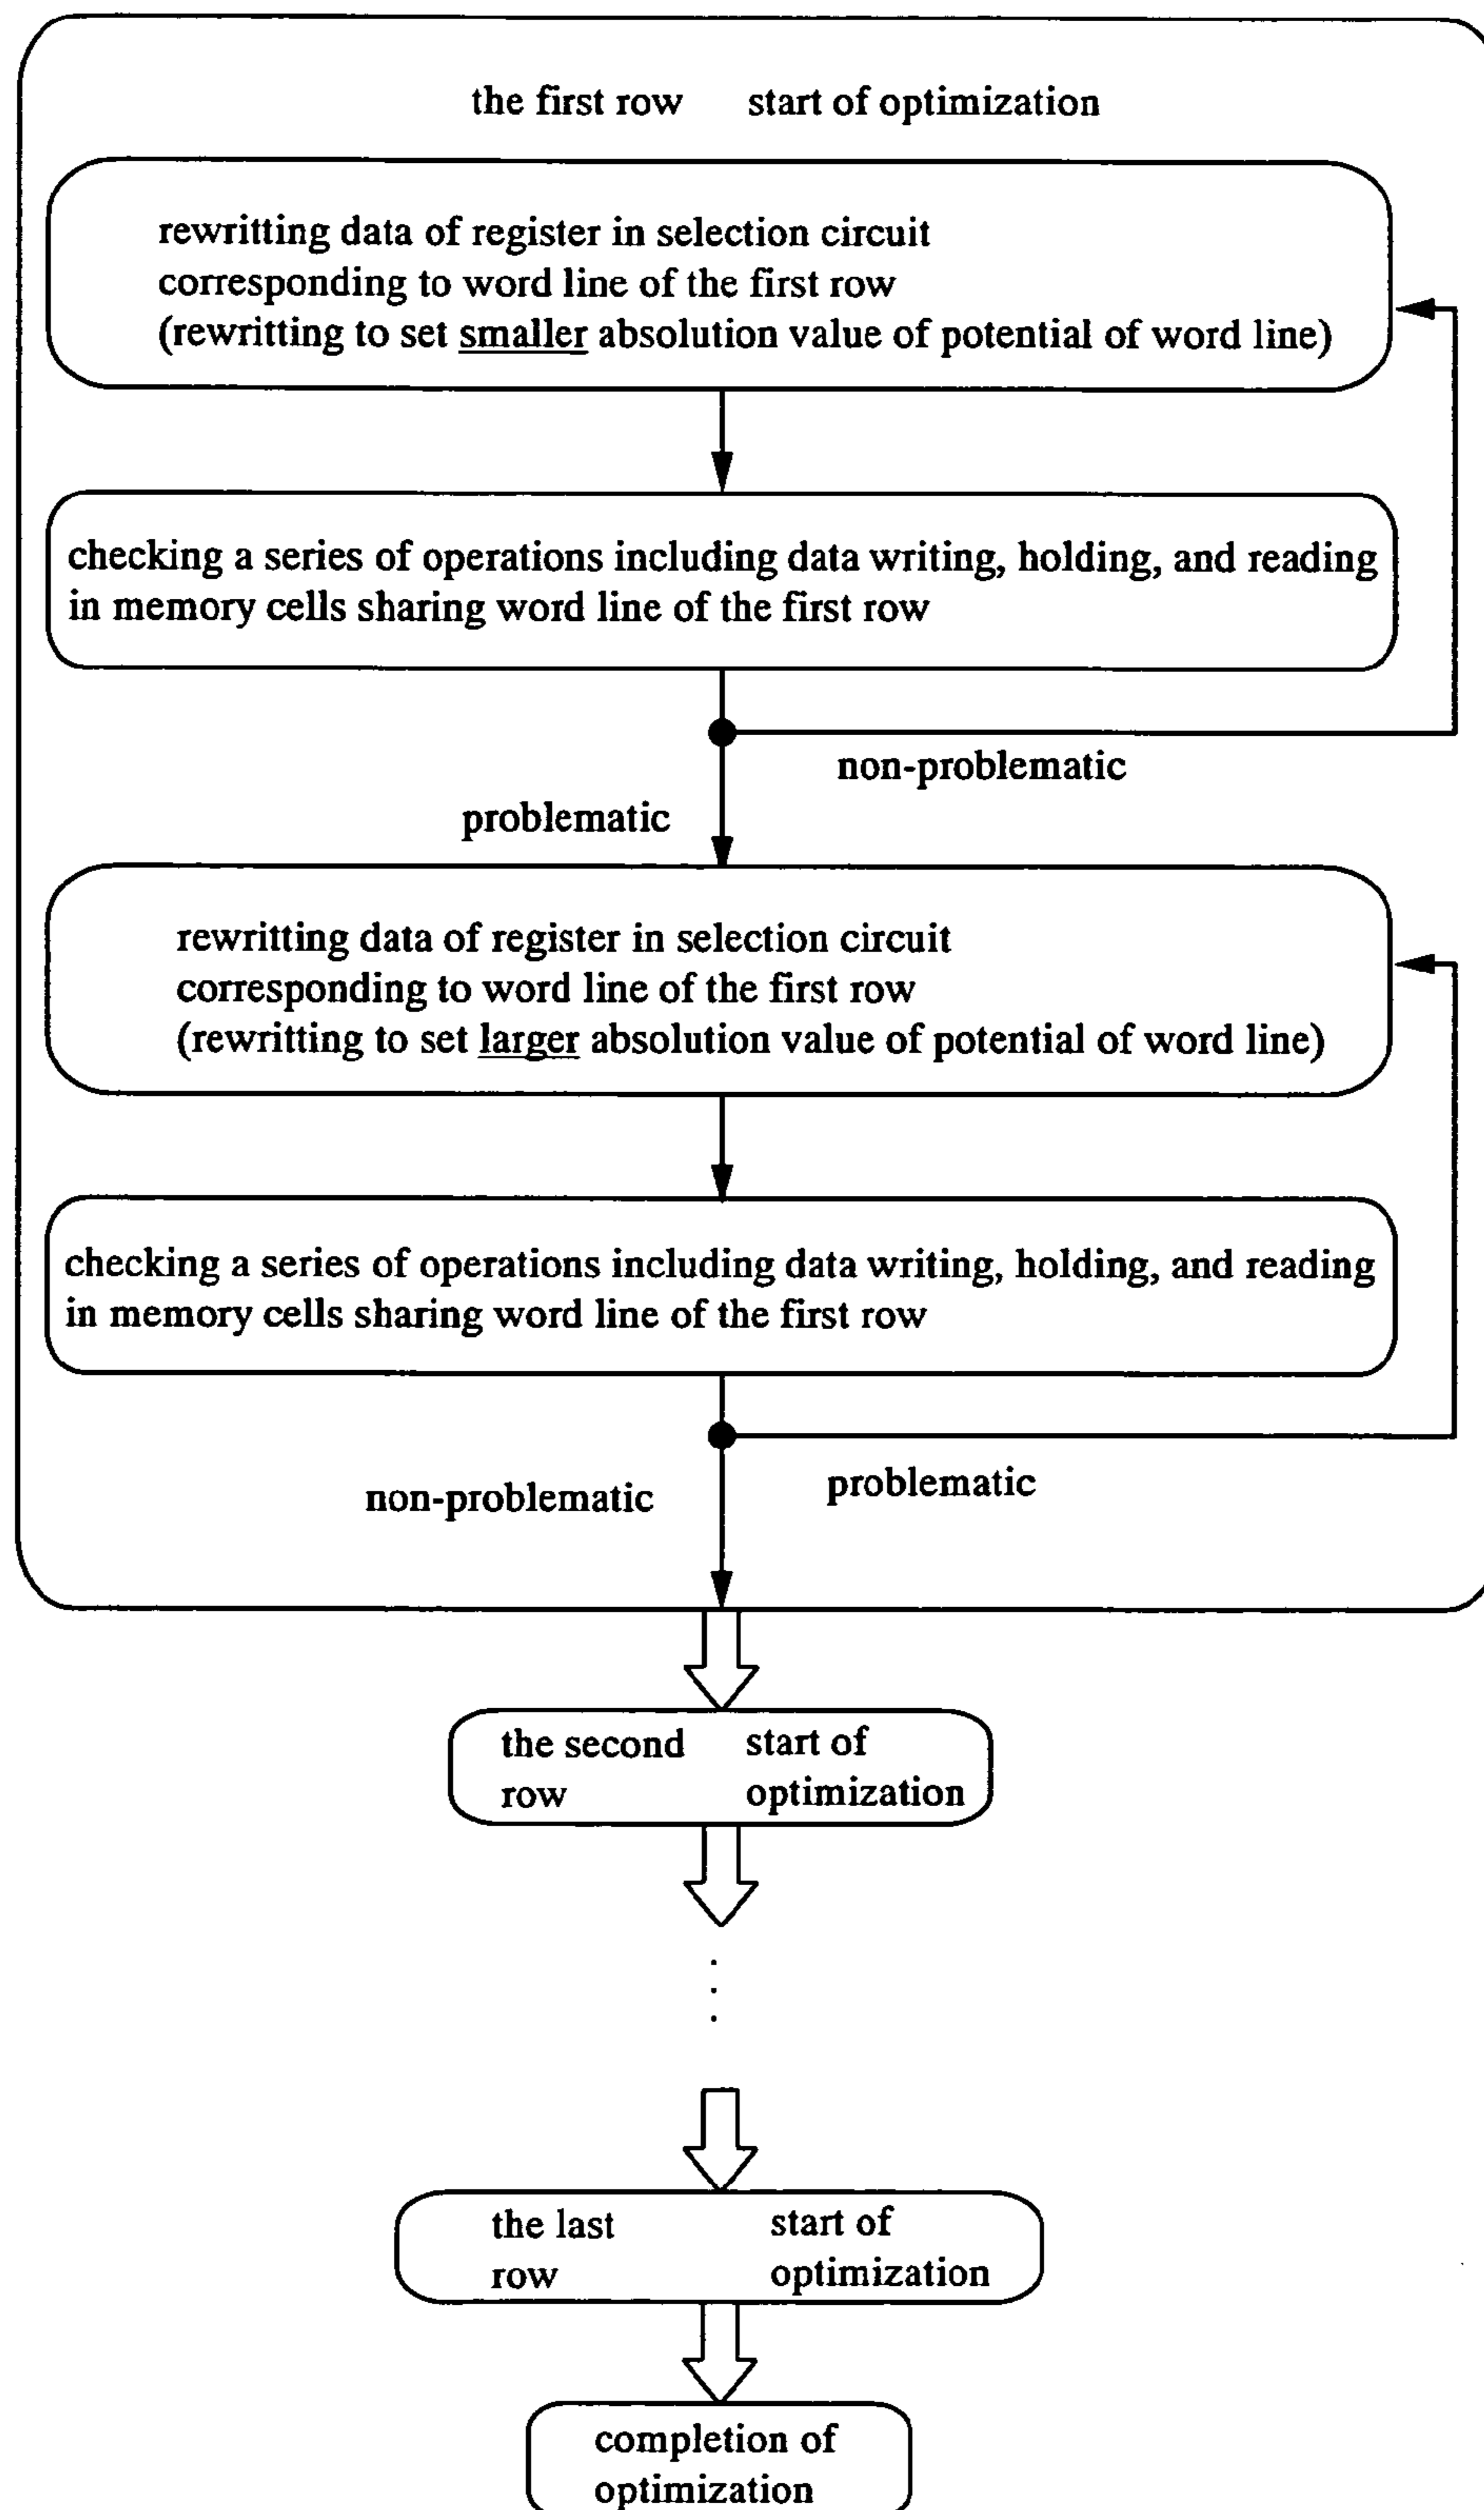 the first row start of optimization
rewritting data of register in selection circuit
corresponding to word line of the first row
(rewritting to set smaller absolution value of potential of word line)
checking a series of operations including data writing, holding, and reading
in memory cells sharing word line of the first row
non-problematic
problematic
rewritting data of register in selection circuit
corresponding to word line of the first row
(rewritting to set larger absolution value of potential of word line)
checking a series of operations including data writing, holding, and reading
in memory cells sharing word line of the first row
problematic
non-problematic
the second start of
row optimization
the last start of
row optimization
completion of
optimization